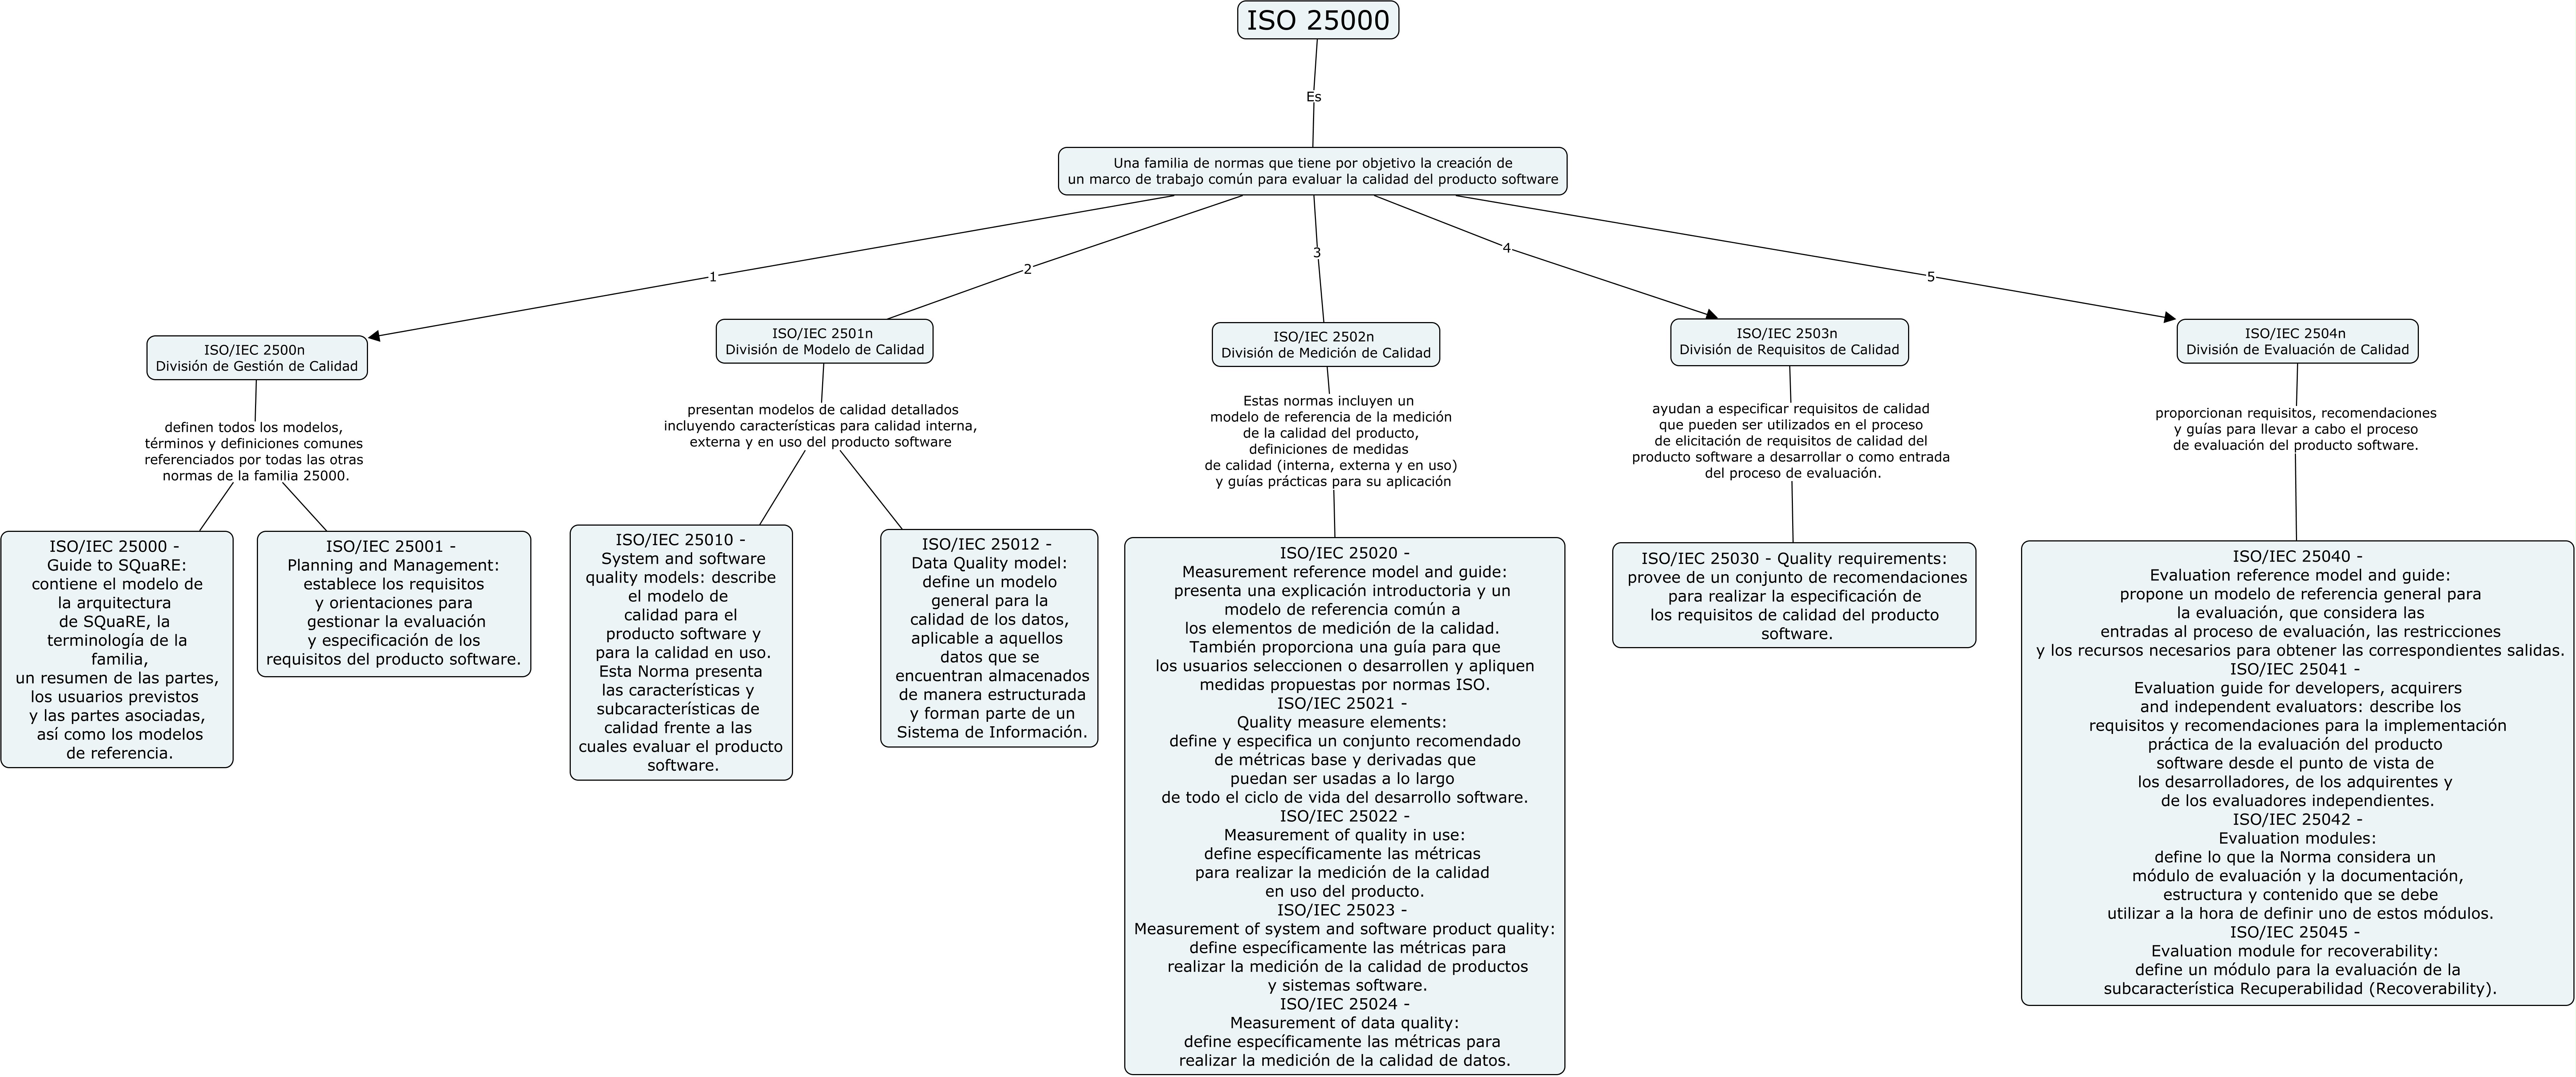 ISO 25000
Es
Una familia de normas que tiene por objetivo la creación de
un marco de trabajo común para evaluar la calidad del producto software
1
2
3
4
5
ISO/IEC 2500n
División de Gestión de Calidad
definen todos los modelos,
términos y definiciones comunes
referenciados por todas las otras
normas de la familia 25000.
ISO/IEC 25000 -
Guide to SQuaRE:
contiene el modelo de
la arquitectura
de SQuaRE, la
terminología de la
familia,
un resumen de las partes,
los usuarios previstos
y las partes asociadas,
así como los modelos
de referencia.
ISO/IEC 25001 -
Planning and Management:
establece los requisitos
y orientaciones para
gestionar la evaluación
y especificación de los
requisitos del producto software.
ISO/IEC 2501n
División de Modelo de Calidad
presentan modelos de calidad detallados
incluyendo características para calidad interna,
externa y en uso del producto software
ISO/IEC 25010 -
System and software
quality models: describe
el modelo de
calidad para el
producto software y
para la calidad en uso.
Esta Norma presenta
las características y
subcaracterísticas de
calidad frente a las
cuales evaluar el producto
software.
ISO/IEC 25012 -
Data Quality model:
define un modelo
general para la
calidad de los datos,
aplicable a aquellos
datos que se
encuentran almacenados
de manera estructurada
y forman parte de un
Sistema de Información.
ISO/IEC 2502n
División de Medición de Calidad
Estas normas incluyen un
modelo de referencia de la medición
de la calidad del producto,
definiciones de medidas
de calidad (interna, externa y en uso)
y guías prácticas para su aplicación
ISO/IEC 25020 -
Measurement reference model and guide:
presenta una explicación introductoria y un
modelo de referencia común a
los elementos de medición de la calidad.
También proporciona una guía para que
los usuarios seleccionen o desarrollen y apliquen
medidas propuestas por normas ISO.
ISO/IEC 25021 -
Quality measure elements:
define y especifica un conjunto recomendado
de métricas base y derivadas que
puedan ser usadas a lo largo
de todo el ciclo de vida del desarrollo software.
ISO/IEC 25022 -
Measurement of quality in use:
define específicamente las métricas
para realizar la medición de la calidad
en uso del producto.
ISO/IEC 25023 -
Measurement of system and software product quality:
define específicamente las métricas para
realizar la medición de la calidad de productos
y sistemas software.
ISO/IEC 25024 -
Measurement of data quality:
define específicamente las métricas para
realizar la medición de la calidad de datos.
ISO/IEC 2503n
División de Requisitos de Calidad
ayudan a especificar requisitos de calidad
que pueden ser utilizados en el proceso
de elicitación de requisitos de calidad del
producto software a desarrollar o como entrada
del proceso de evaluación.
ISO/IEC 25030 - Quality requirements:
provee de un conjunto de recomendaciones
para realizar la especificación de
los requisitos de calidad del producto
software.
ISO/IEC 2504n
División de Evaluación de Calidad
proporcionan requisitos, recomendaciones
y guías para llevar a cabo el proceso
de evaluación del producto software.
ISO/IEC 25040 -
Evaluation reference model and guide:
propone un modelo de referencia general para
la evaluación, que considera las
entradas al proceso de evaluación, las restricciones
y los recursos necesarios para obtener las correspondientes salidas.
ISO/IEC 25041 -
Evaluation guide for developers, acquirers
and independent evaluators: describe los
requisitos y recomendaciones para la implementación
práctica de la evaluación del producto
software desde el punto de vista de
los desarrolladores, de los adquirentes y
de los evaluadores independientes.
ISO/IEC 25042 -
Evaluation modules:
define lo que la Norma considera un
módulo de evaluación y la documentación,
estructura y contenido que se debe
utilizar a la hora de definir uno de estos módulos.
ISO/IEC 25045 -
Evaluation module for recoverability:
define un módulo para la evaluación de la
subcaracterística Recuperabilidad (Recoverability).